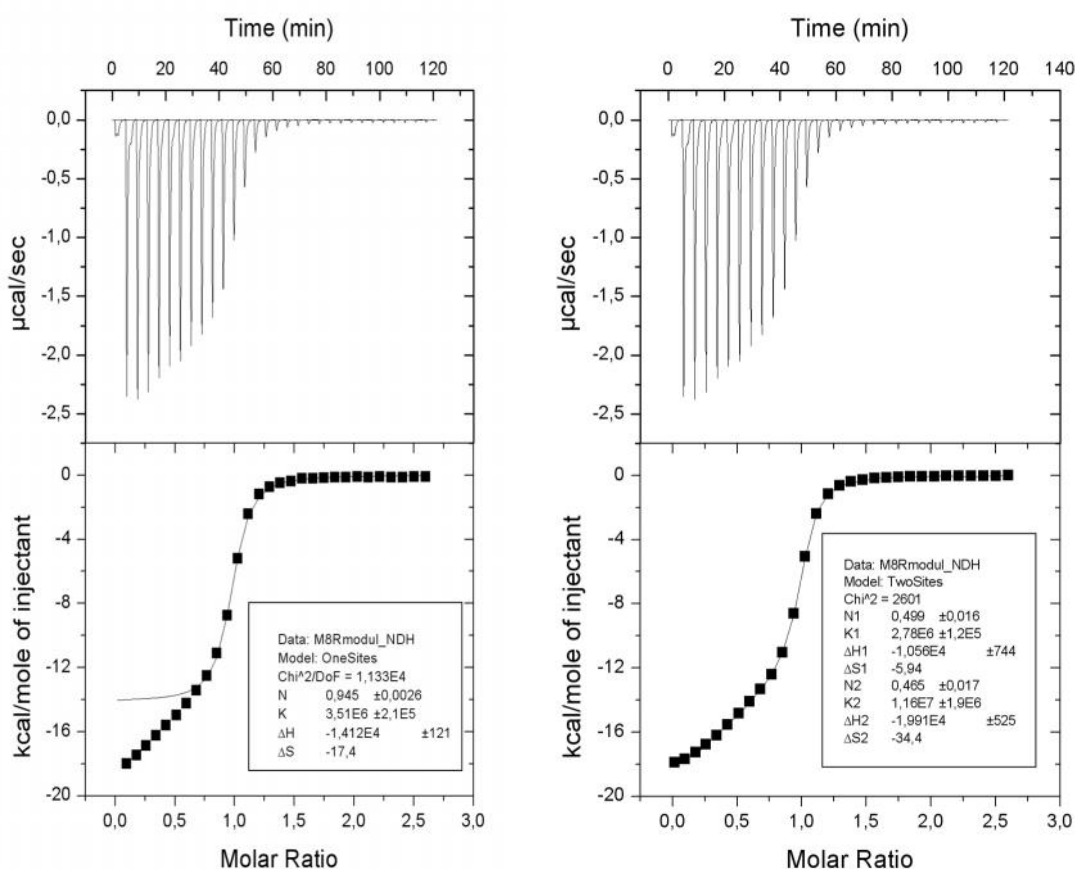 Time (min)
0 20 40 60 80 100 120
0,0
-0,5
-1,0
-1,5
-2,0
-2,5
µcal/sec
0
-4
-8
-12
-16
-20
kcal/mole of injectant
Data: M8Rmodul_NDH
Model: OneSites
Chi^2/DoF = 1,133E4
N 0,945 ±0,0026
K 3,51E6 ±2,1E5
ΔH -1,412E4 ±121
ΔS -17,4
0,0 0,5 1,0 1,5 2,0 2,5 3,0
Molar Ratio
Time (min)
0 20 40 60 80 100 120 140
0,0
-0,5
-1,0
-1,5
-2,0
-2,5
µcal/sec
0
-4
-8
-12
-16
-20
kcal/mole of injectant
Data: M8Rmodul_NDH
Model: TwoSites
Chi^2 = 2601
N1 0,499 ±0,016
K1 2,78E6 ±1,2E5
ΔH1 -1,056E4 ±744
ΔS1 -5,94
N2 0,465 ±0,017
K2 1,16E7 ±1,9E6
ΔH2 -1,991E4 ±525
ΔS2 -34,4
0,0 0,5 1,0 1,5 2,0 2,5 3,0
Molar Ratio